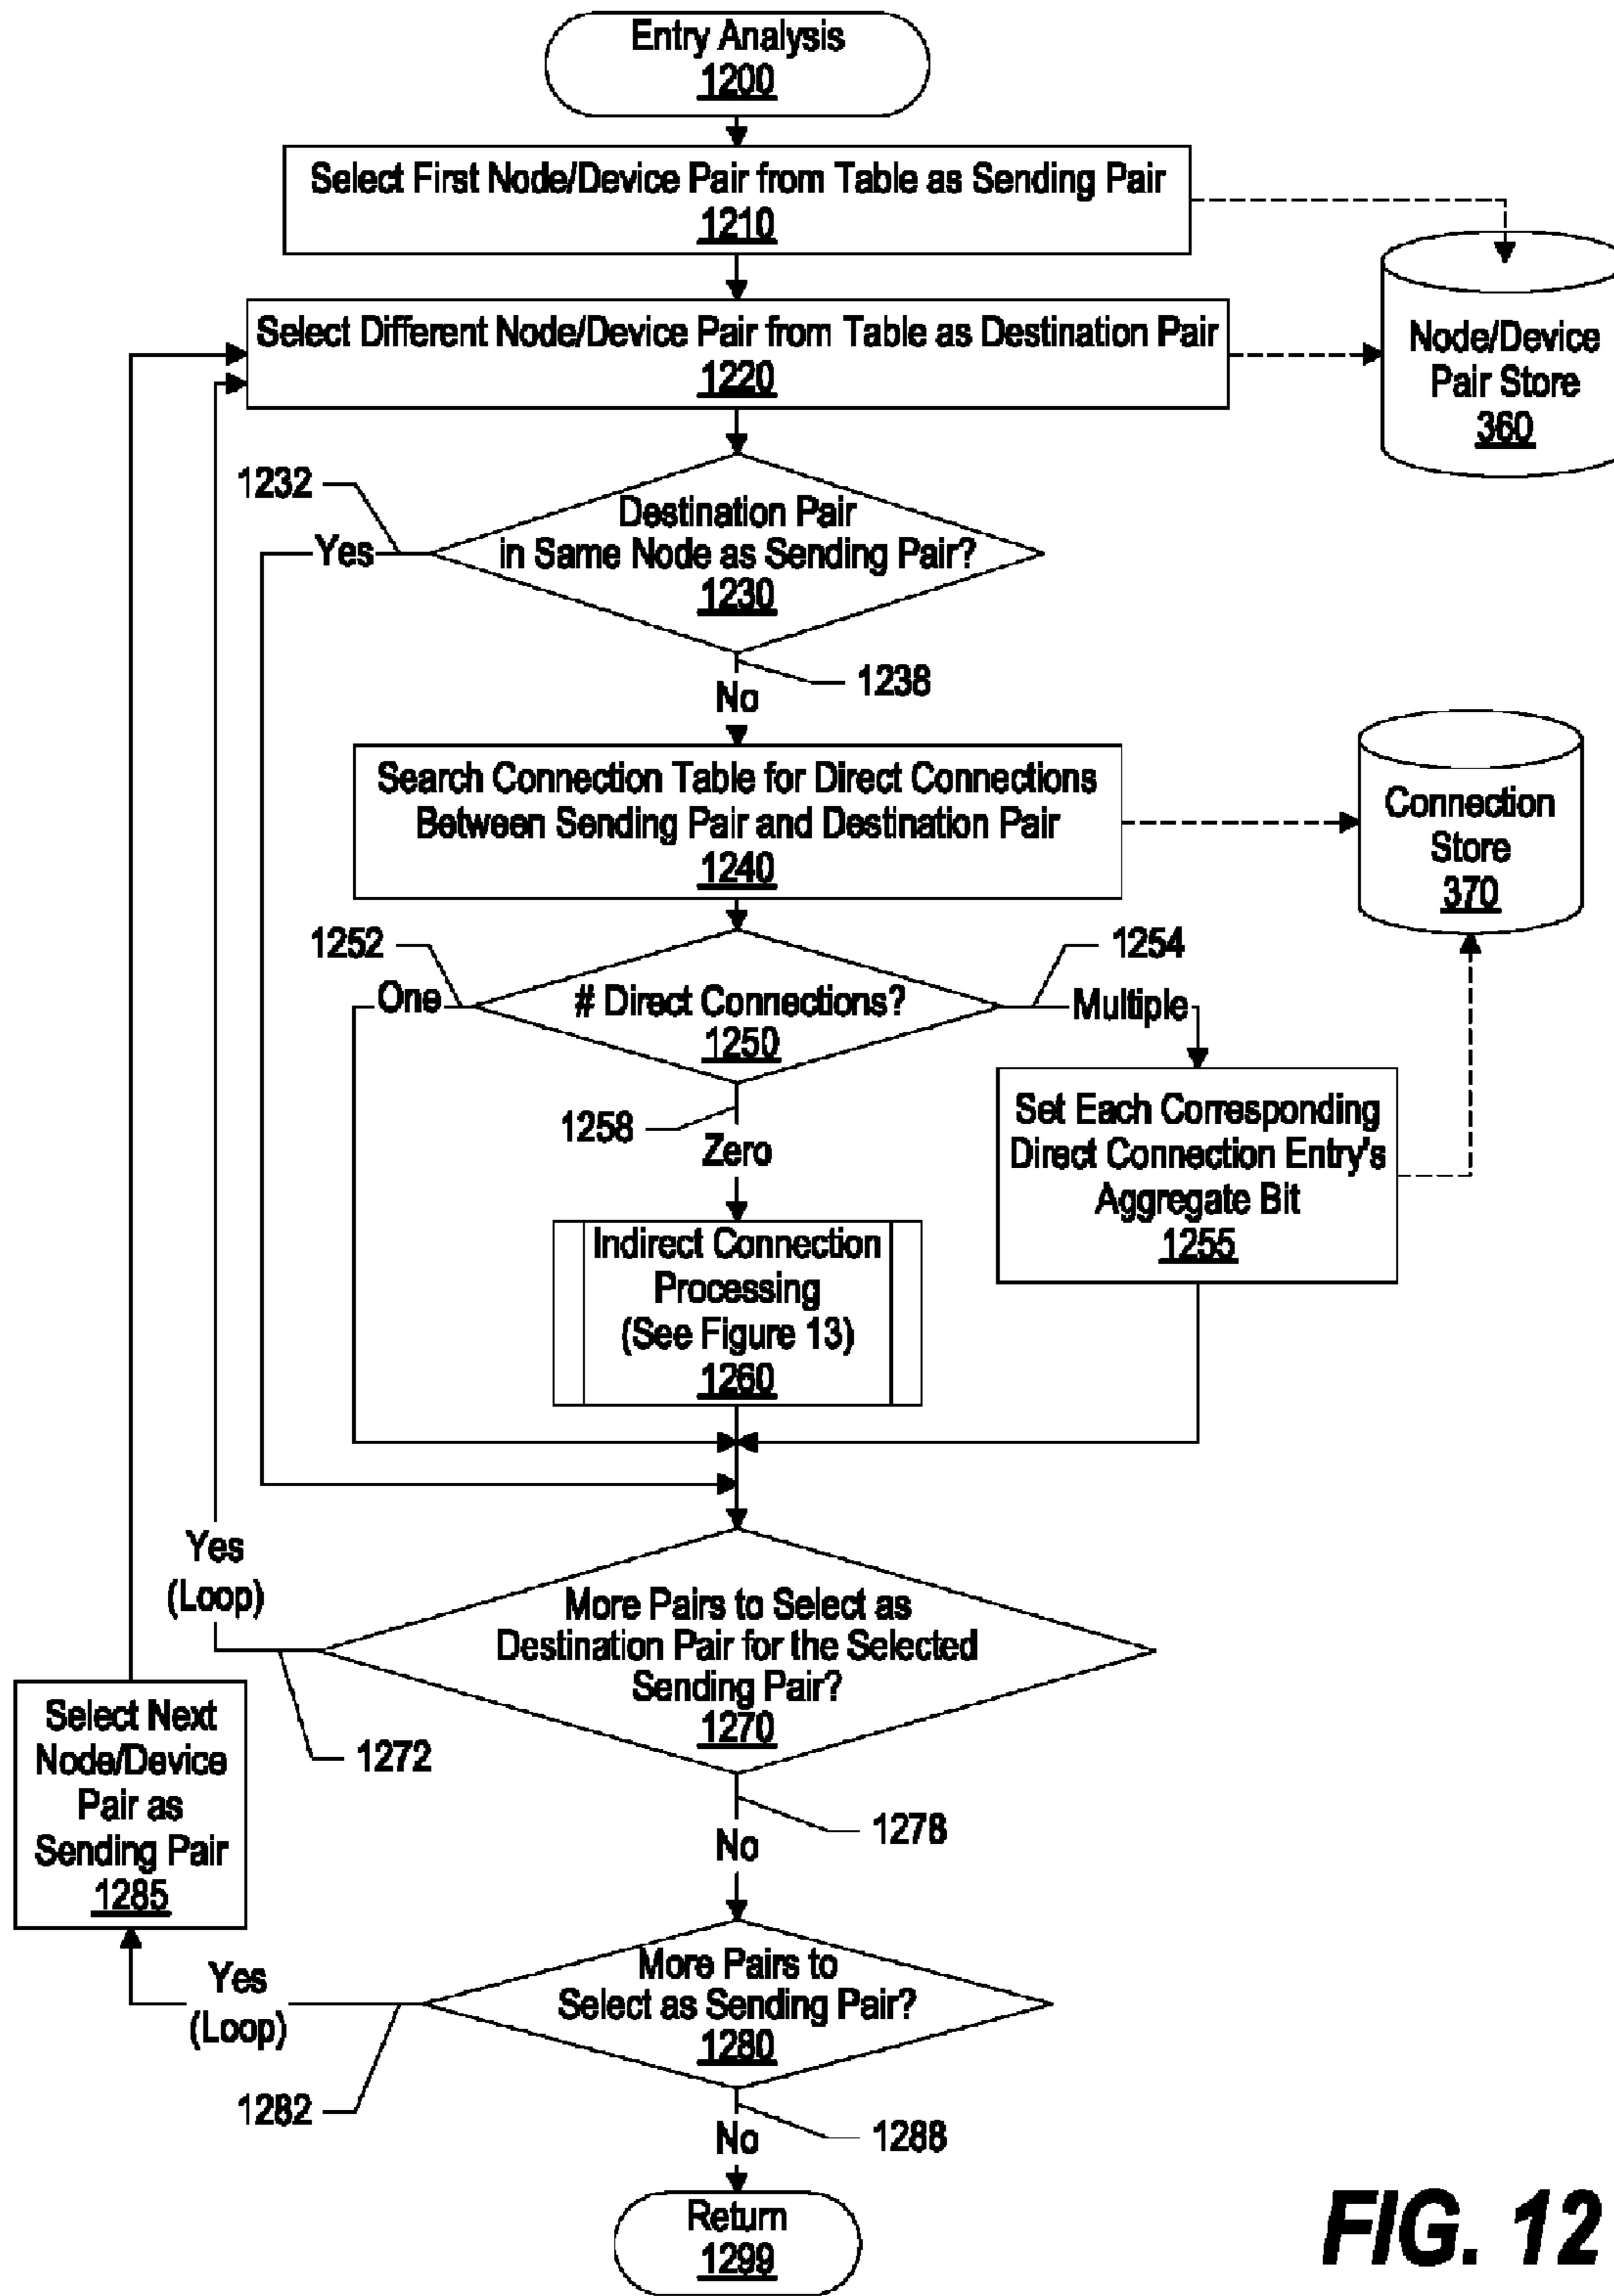 Entry Analysis
1200
Select First Node/Device Pair from Table as Sending Pair
1210
Select Different Node/Device Pair from Table as Destination Pair
1220
Node/Device
Pair Store
360
1232
Destination Pair
in Same Node as Sending Pair?
1230
Yes
1238
No
Search Connection Table for Direct Connections
Between Sending Pair and Destination Pair
1240
Connection
Store
370
1252
1254
One
# Direct Connections?
1250
Multiple
1258
Zero
Set Each Corresponding
Direct Connection Entry's
Aggregate Bit
1255
Indirect Connection
Processing
(See Figure 13)
1260
Yes
(Loop)
More Pairs to Select as
Destination Pair for the Selected
Sending Pair?
1270
1272
Select Next
Node/Device
Pair as
Sending Pair
1285
1278
No
Yes
(Loop)
More Pairs to
Select as Sending Pair?
1280
1282
1288
No
Return
1299
FIG. 12